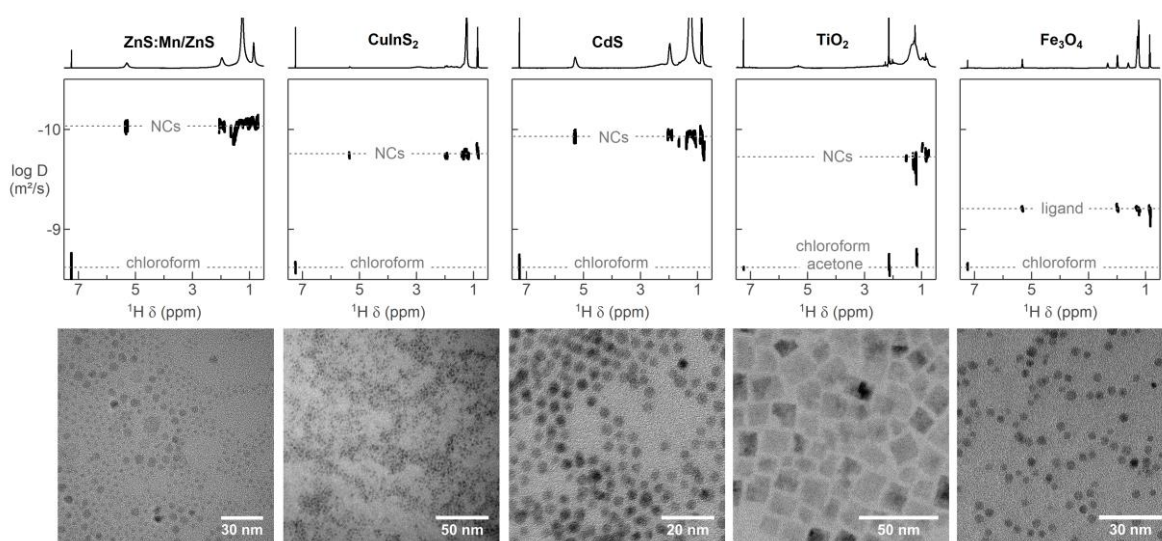 ZnS:Mn/ZnS
CuInS₂
CdS
TiO₂
Fe₃O₄
-10
log D
(m²/s)
-9
NCs
chloroform
7 5 3 1
¹H δ (ppm)
NCs
chloroform
7 5 3 1
¹H δ (ppm)
NCs
chloroform
7 5 3 1
¹H δ (ppm)
NCs
chloroform
acetone
7 5 3 1
¹H δ (ppm)
ligand
chloroform
7 5 3 1
¹H δ (ppm)
30 nm
50 nm
20 nm
50 nm
30 nm